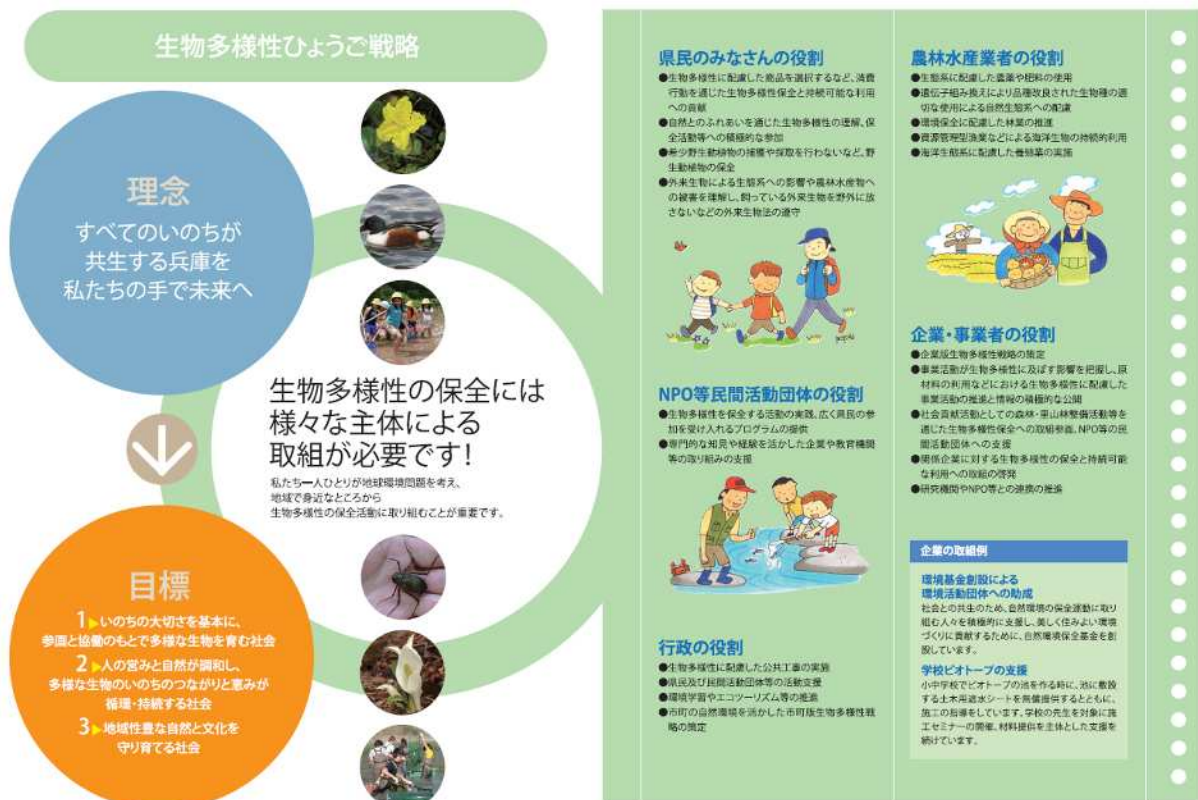 生物多様性ひょうご戦略
理念
すべてのいのちが
共生する兵庫を
私たちの手で未来へ
生物多様性の保全には
様々な主体による
取組が必要です!
私たち一人ひとりが地球環境問題を考え、
地域で身近なところから
生物多様性の保全活動に取り組むことが重要です。
目標
1▶いのちの大切さを基本に、
参画と協働のもとで多様な生物を育む社会
2▶人の営みと自然が調和し、
多様な生物のいのちのつながりと恵みが
循環・持続する社会
3▶地域性豊な自然と文化を
守り育てる社会
県民のみなさんの役割
●生物多様性に配慮した商品を選択するなど、消費
行動を通じた生物多様性保全と持続可能な利用
への貢献
●自然とのふれあいを通じた生物多様性の理解、保
全活動等への積極的な参加
●希少野生動植物の捕獲や採取を行わないなど、野
生動植物の保全
●外来生物による生態系への影響や農林水産物へ
の被害を理解し、飼っている外来生物を野外に放
さないなどの外来生物法の遵守
NPO等民間活動団体の役割
●生物多様性を保全する活動の実践、広く県民の参
加を受け入れるプログラムの提供
●専門的な知見や経験を活かした企業や教育機関
等の取り組みの支援
行政の役割
●生物多様性に配慮した公共工事の実施
●県民及び民間活動団体等の活動支援
●環境学習やエコツーリズム等の推進
●市町の自然環境を活かした市町版生物多様性戦
略の策定
農林水産業者の役割
●生態系に配慮した農薬や肥料の使用
●遺伝子組み換えにより品種改良された生物種の適
切な使用による自然生態系への配慮
●環境保全に配慮した林業の推進
●資源管理型漁業などによる海洋生物の持続的利用
●海洋生態系に配慮した養殖業の実施
企業・事業者の役割
●企業版生物多様性戦略の策定
●事業活動が生物多様性に及ぼす影響を把握し、原
材料の利用などにおける生物多様性に配慮した
事業活動の推進と情報の積極的な公開
●社会貢献活動としての森林・里山林整備活動等を
通じた生物多様性保全への取組参画、NPO等の民
間活動団体への支援
●関係企業に対する生物多様性の保全と持続可能
な利用への取組の啓発
●研究機関やNPO等との連携の推進
企業の取組例
環境基金創設による
環境活動団体への助成
社会との共生のため、自然環境の保全運動に取り
組む人々を積極的に支援し、美しく住みよい環境
づくりに貢献するために、自然環境保全基金を創
設しています。
学校ビオトープの支援
小中学校でビオトープの池を作る時に、池に敷設
する土木用遮水シートを無償提供するとともに、
施工の指導をしています。学校の先生を対象に施
工セミナーの開催、材料提供を主体とした支援を
続けています。